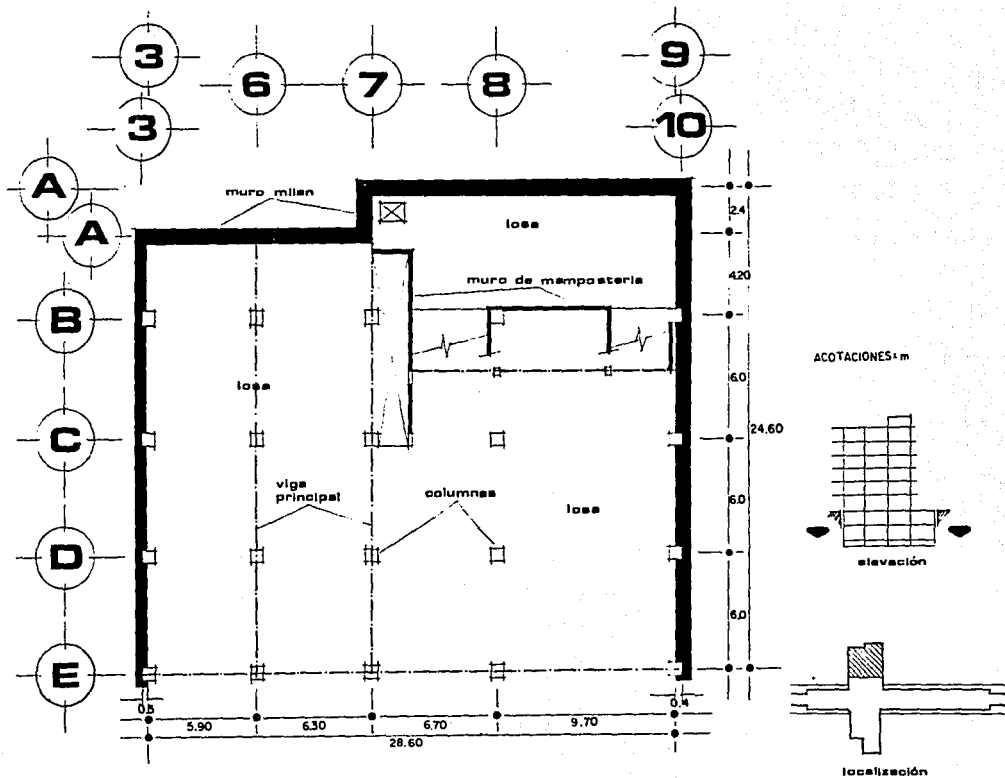 3
6
7
8
9
3
10
A
A
B
C
D
E
muro milan
losa
muro de mamposteria
losa
viga
principal
columnas
losa
2.4
4.20
6.0
6.0
6.0
24.60
0.5
5.90
6.30
6.70
9.70
0.4
28.60
ACOTACIONES: m
elevación
localización